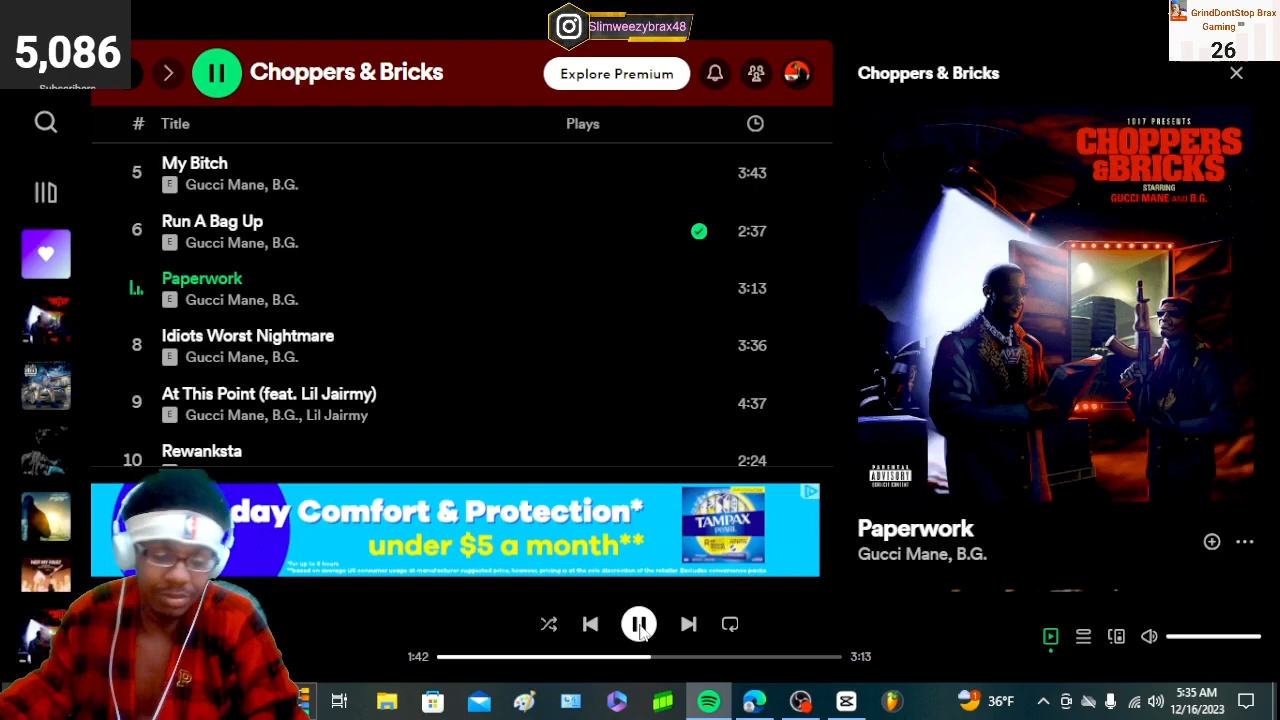 5,086
Subscribers
Slimweezybrax48
GrindDontStop Brax
Gaming
26
Choppers & Bricks
Explore Premium
Choppers & Bricks
# Title Plays
5 My Bitch 3:43
E Gucci Mane, B.G.
6 Run A Bag Up 2:37
E Gucci Mane, B.G.
Paperwork 3:13
E Gucci Mane, B.G.
8 Idiots Worst Nightmare 3:36
E Gucci Mane, B.G.
9 At This Point (feat. Lil Jairmy) 4:37
E Gucci Mane, B.G., Lil Jairmy
10 Rewanksta 2:24
1017 PRESENTS
CHOPPERS
&BRICKS
STARRING
GUCCI MANE AND B.G.
PARENTAL
ADVISORY
EXPLICIT CONTENT
day Comfort & Protection*
under $5 a month**
TAMPAX
PEARL
Paperwork
Gucci Mane, B.G.
1:42 3:13
36°F
5:35 AM
12/16/2023